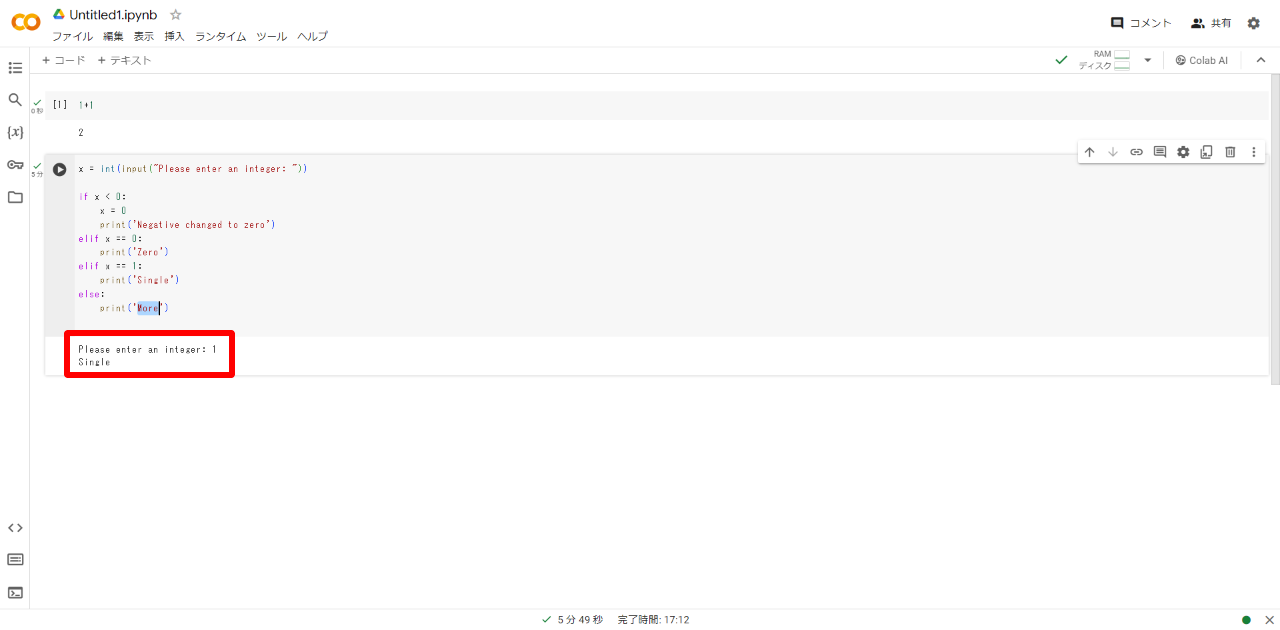 Untitled1.ipynb
ファイル 編集 表示 挿入 ランタイム ツール ヘルプ
コメント 共有
+ コード + テキスト
RAM
ディスク
Colab AI
[1] 1+1
0秒
2
5分
x = int(input("Please enter an integer: "))
if x < 0:
    x = 0
    print('Negative changed to zero')
elif x == 0:
    print('Zero')
elif x == 1:
    print('Single')
else:
    print('More')
Please enter an integer: 1
Single
5 分 49 秒 完了時間: 17:12